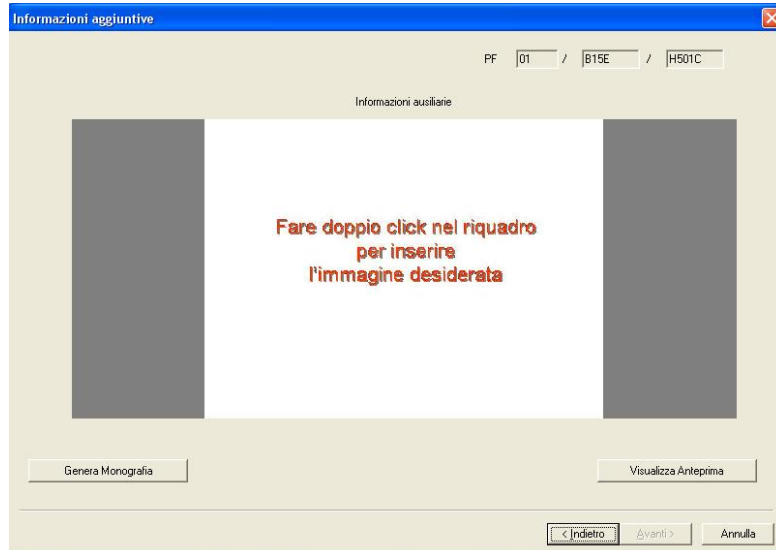 Informazioni aggiuntive
PF 01 / B15E / H501C
Informazioni ausiliarie
Fare doppio click nel riquadro
per inserire
l'immagine desiderata
Genera Monografia
Visualizza Anteprima
< Indietro
Avanti >
Annulla